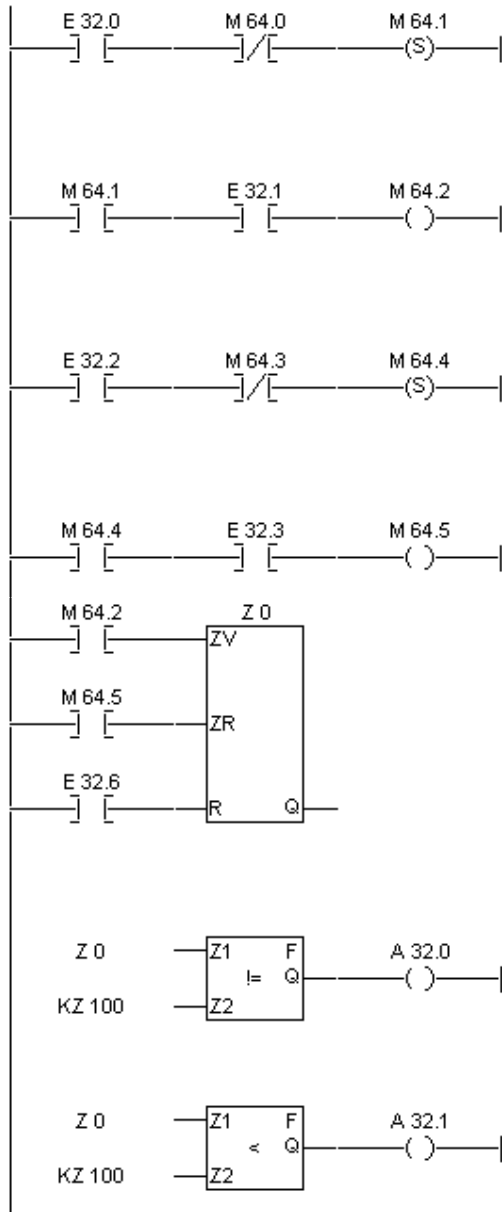 E 32.0 M 64.0 M 64.1
(S)
M 64.1 E 32.1 M 64.2
( )
E 32.2 M 64.3 M 64.4
(S)
M 64.4 E 32.3 M 64.5
( )
M 64.2 Z 0
ZV
M 64.5
ZR
E 32.6
R Q
Z 0 Z1 F A 32.0
!= Q ( )
KZ 100 Z2
Z 0 Z1 F A 32.1
< Q ( )
KZ 100 Z2